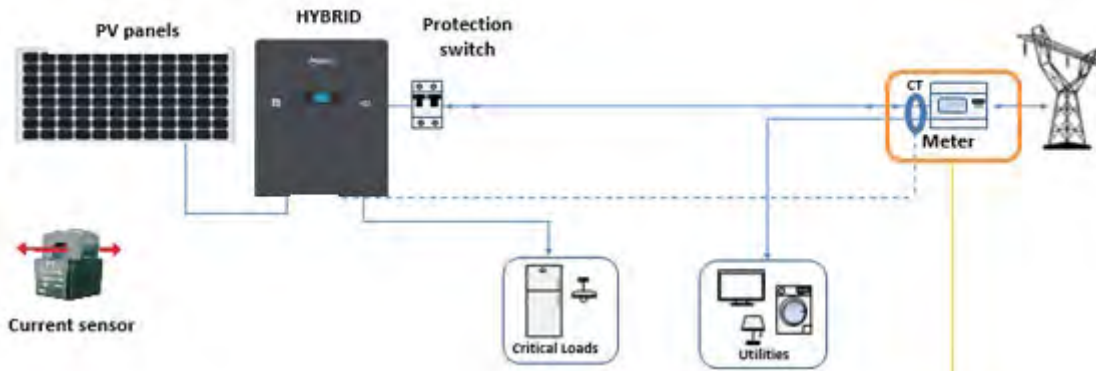 HYBRID
PV panels
Protection
switch
CT
Meter
Current sensor
Critical Loads
Utilities